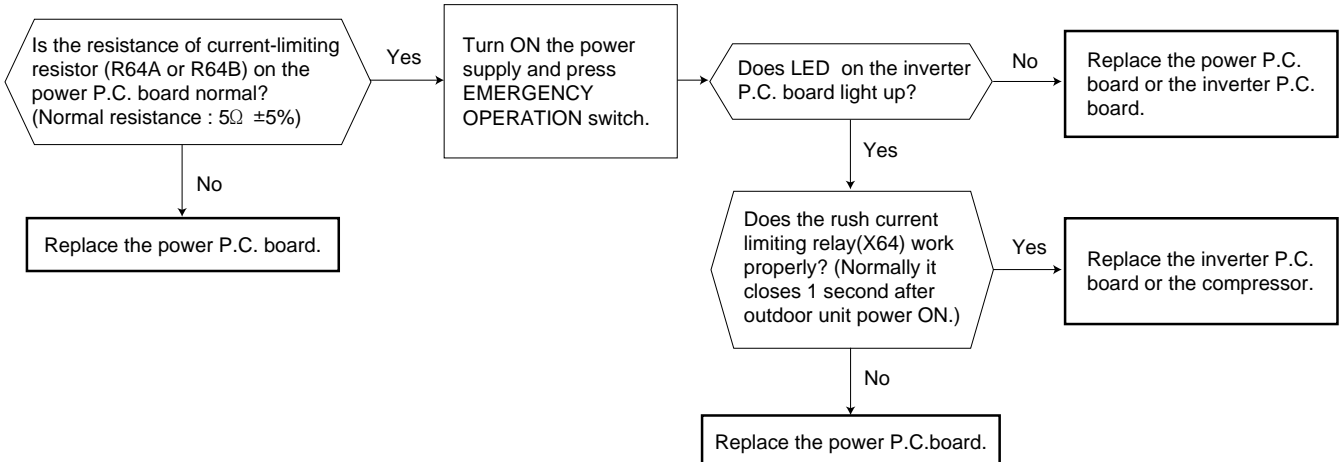 Is the resistance of current-limiting
resistor (R64A or R64B) on the
power P.C. board normal?
(Normal resistance : 5Ω ±5%)
Yes
Turn ON the power
supply and press
EMERGENCY
OPERATION switch.
Does LED on the inverter
P.C. board light up?
No
Replace the power P.C.
board or the inverter P.C.
board.
No
Replace the power P.C. board.
Yes
Does the rush current
limiting relay(X64) work
properly? (Normally it
closes 1 second after
outdoor unit power ON.)
Yes
Replace the inverter P.C.
board or the compressor.
No
Replace the power P.C.board.